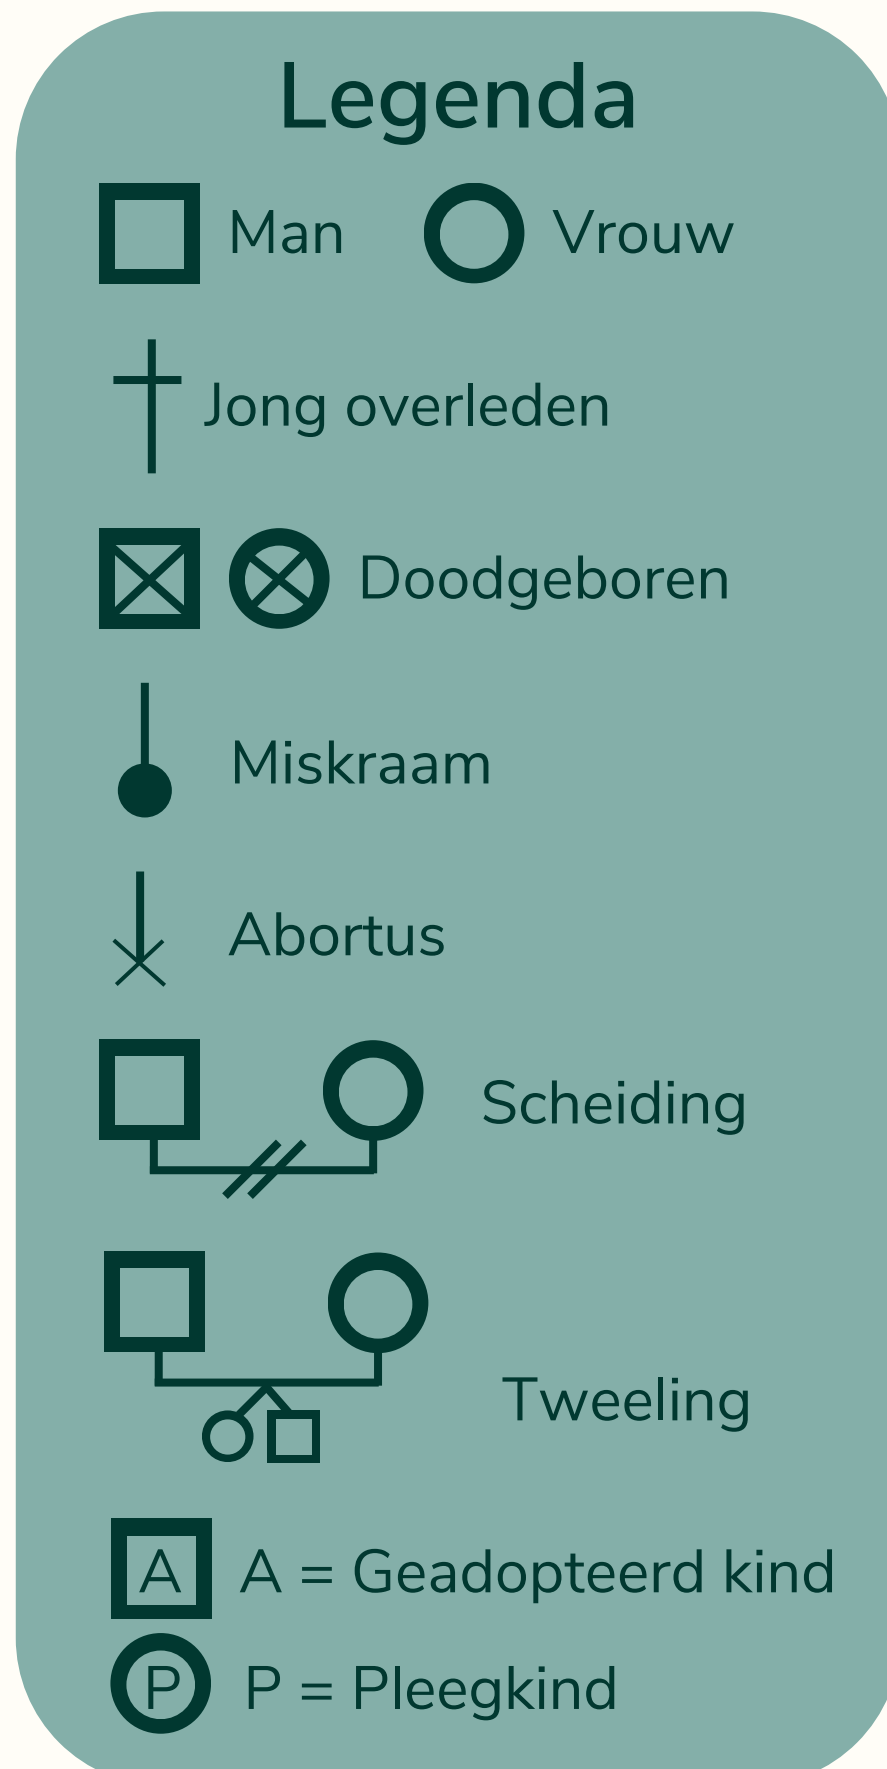 Legenda
Man Vrouw
Jong overleden
Doodgeboren
Miskraam
Abortus
Scheiding
Tweeling
A A = Geadopteerd kind
P P = Pleegkind